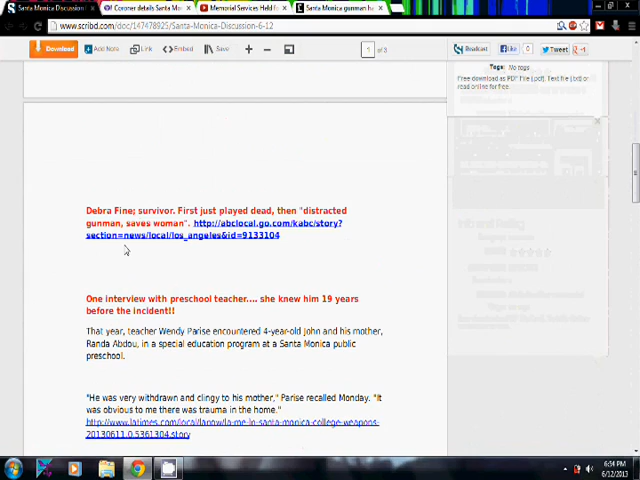 Santa Monica Discussion
Coroner details Santa Mo
Memorial Services Held fo
Santa Monica gunman ha
www.scribd.com/doc/147478925/Santa-Monica-Discussion-6-12
Download
Add Note
Link
Embed
Save
1 of 3
Readcast
Like 0
Tweet
+1
Tags: No tags
Free download as PDF File (.pdf), Text file (.txt) or
read online for free.
Debra Fine; survivor. First just played dead, then "distracted
gunman, saves woman". http://abclocal.go.com/kabc/story?
section=news/local/los_angeles&id=9133104
One interview with preschool teacher.... she knew him 19 years
before the incident!!
That year, teacher Wendy Parise encountered 4-year-old John and his mother,
Randa Abdou, in a special education program at a Santa Monica public
preschool.
"He was very withdrawn and clingy to his mother," Parise recalled Monday. "It
was obvious to me there was trauma in the home."
http://www.latimes.com/local/lanow/la-me-ln-santa-monica-college-weapons-
20130611,0,5361304.story
6:54 PM
6/12/2013